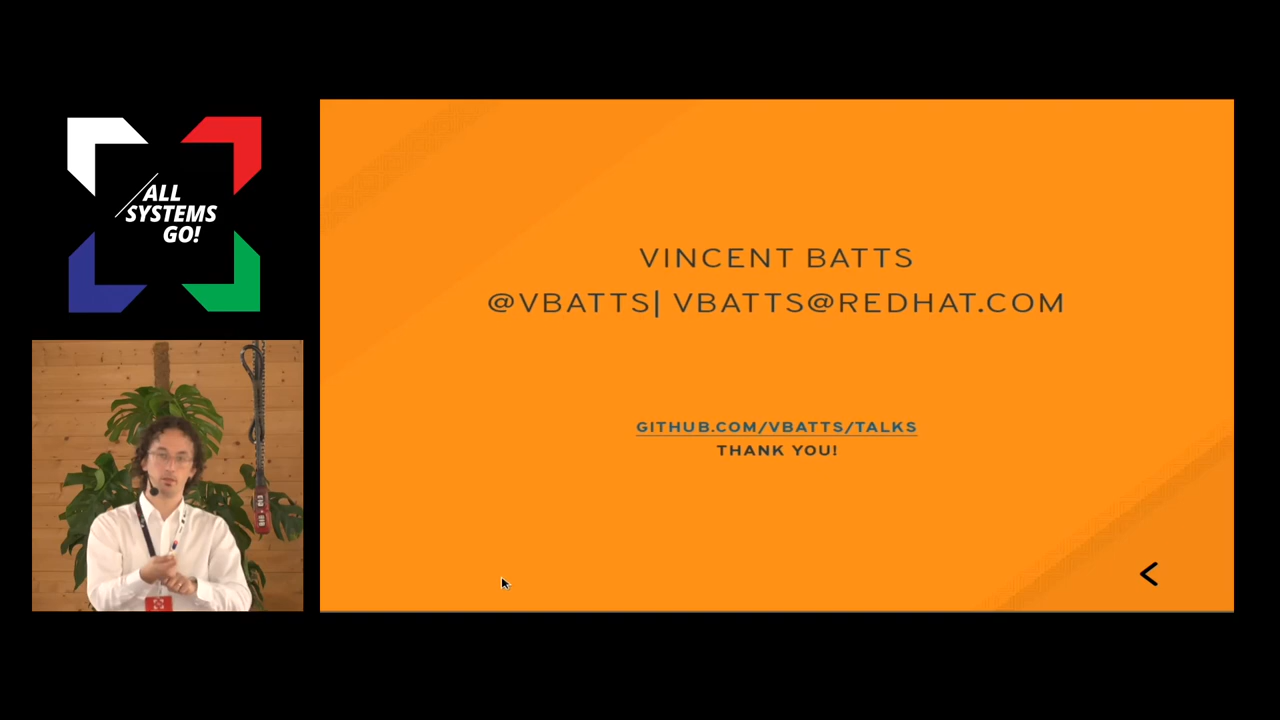 ALL
SYSTEMS
GO!
VINCENT BATTS
@VBATTS| VBATTS@REDHAT.COM
GITHUB.COM/VBATTS/TALKS
THANK YOU!